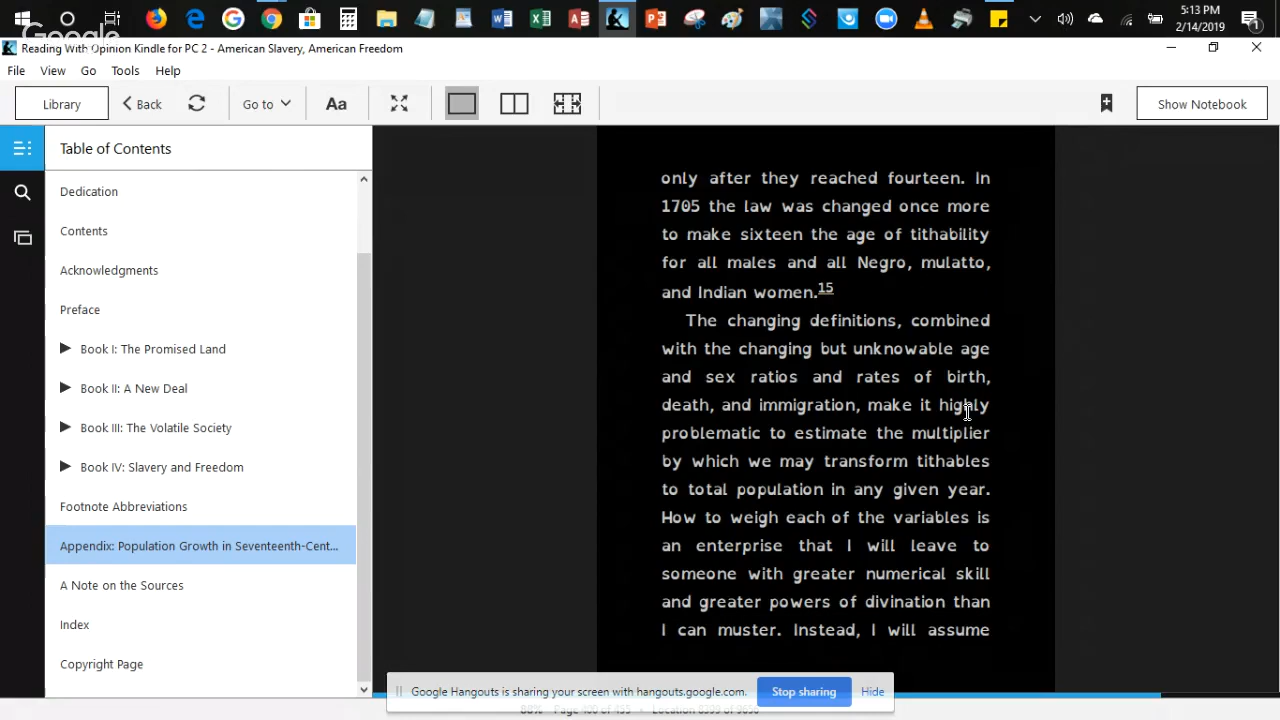 Google
5:13 PM
2/14/2019
Reading With Opinion Kindle for PC 2 - American Slavery, American Freedom
File View Go Tools Help
Library Back Go to Aa Show Notebook
Table of Contents
Dedication
Contents
Acknowledgments
Preface
Book I: The Promised Land
Book II: A New Deal
Book III: The Volatile Society
Book IV: Slavery and Freedom
Footnote Abbreviations
Appendix: Population Growth in Seventeenth-Cent...
A Note on the Sources
Index
Copyright Page
only after they reached fourteen. In
1705 the law was changed once more
to make sixteen the age of tithability
for all males and all Negro, mulatto,
and Indian women.15
The changing definitions, combined
with the changing but unknowable age
and sex ratios and rates of birth,
death, and immigration, make it highly
problematic to estimate the multiplier
by which we may transform tithables
to total population in any given year.
How to weigh each of the variables is
an enterprise that I will leave to
someone with greater numerical skill
and greater powers of divination than
I can muster. Instead, I will assume
Google Hangouts is sharing your screen with hangouts.google.com. Stop sharing Hide